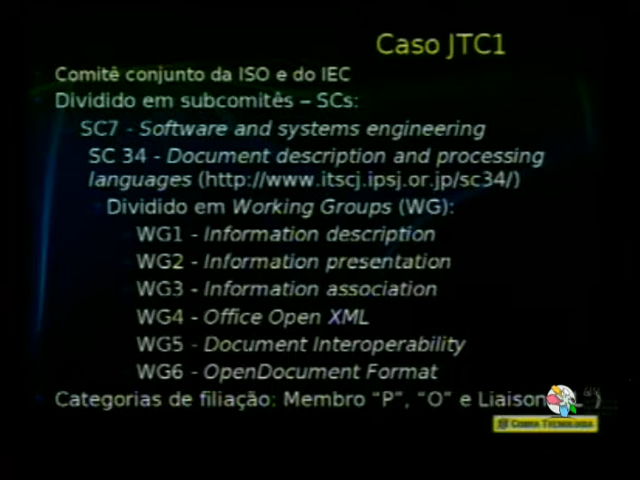 Caso JTC1
Comitê conjunto da ISO e do IEC
Dividido em subcomitês – SCs:
SC7 - Software and systems engineering
SC 34 - Document description and processing
languages (http://www.itscj.ipsj.or.jp/sc34/)
Dividido em Working Groups (WG):
WG1 - Information description
WG2 - Information presentation
WG3 - Information association
WG4 - Office Open XML
WG5 - Document Interoperability
WG6 - OpenDocument Format
Categorias de filiação: Membro “P”, “O” e Liaison
Cobra Tecnologia